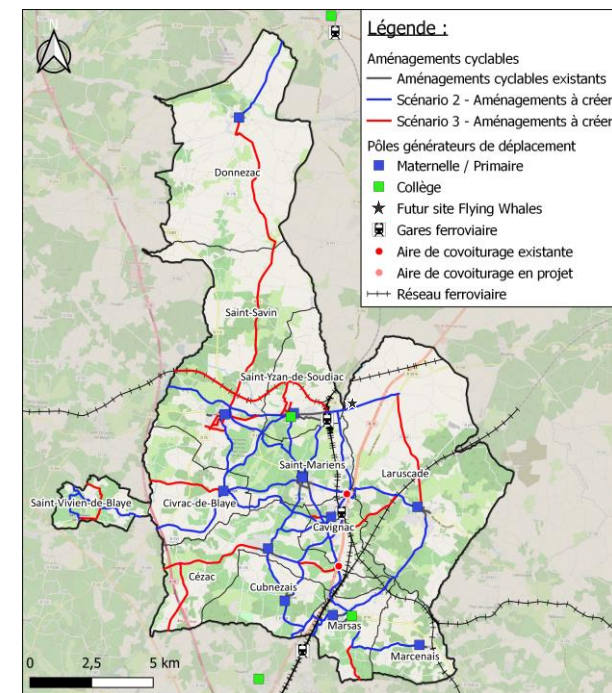 N
Légende :
Aménagements cyclables
Aménagements cyclables existants
Scénario 2 - Aménagements à créer
Scénario 3 - Aménagements à créer
Pôles générateurs de déplacement
Maternelle / Primaire
Collège
Futur site Flying Whales
Gares ferroviaire
Aire de covoiturage existante
Aire de covoiturage en projet
Réseau ferroviaire
Donnezac
Saint-Savin
Saint-Yzan-de-Soudiac
Saint-Mariens
Laruscade
Saint-Vivien-de-Blaye
Civrac-de-Blaye
Cavignac
Cézac
Cubnezais
Marsas
Marcenais
0 2,5 5 km